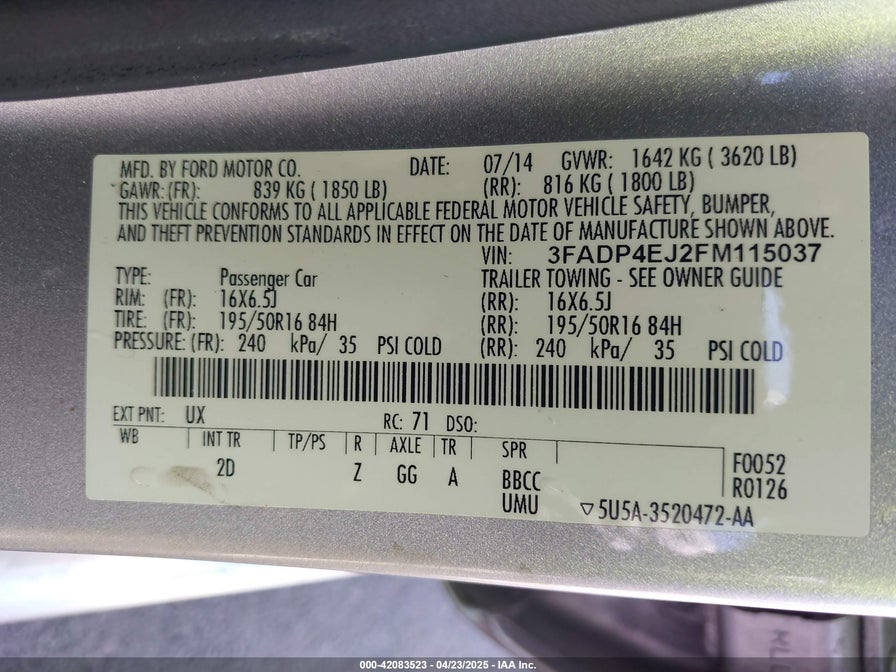 MFD. BY FORD MOTOR CO. DATE: 07/14 GVWR: 1642 KG ( 3620 LB)
GAWR: (FR): 839 KG ( 1850 LB) (RR): 816 KG ( 1800 LB)
THIS VEHICLE CONFORMS TO ALL APPLICABLE FEDERAL MOTOR VEHICLE SAFETY, BUMPER,
AND THEFT PREVENTION STANDARDS IN EFFECT ON THE DATE OF MANUFACTURE SHOWN ABOVE.
VIN: 3FADP4EJ2FM115037
TYPE: Passenger Car TRAILER TOWING - SEE OWNER GUIDE
RIM: (FR): 16X6.5J (RR): 16X6.5J
TIRE: (FR): 195/50R16 84H (RR): 195/50R16 84H
PRESSURE: (FR): 240 kPa/ 35 PSI COLD (RR): 240 kPa/ 35 PSI COLD
EXT PNT: UX RC: 71 DSO:
WB INT TR TP/PS R AXLE TR SPR
2D Z GG A BBCC F0052
UMU R0126
▽5U5A-3520472-AA
000-42083523 | 04/23/2025 - IAA Inc.